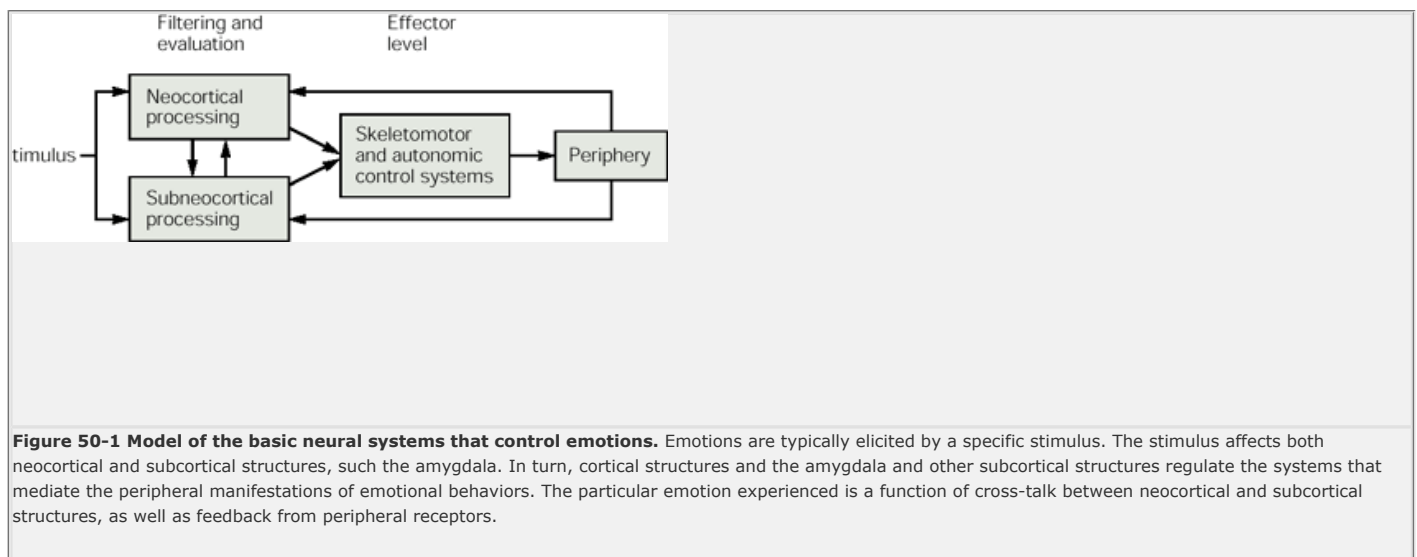 Filtering and
evaluation
Effector
level
Neocortical
processing
Skeletomotor
and autonomic
control systems
Periphery
timulus
Subneocortical
processing
Figure 50-1 Model of the basic neural systems that control emotions. Emotions are typically elicited by a specific stimulus. The stimulus affects both
neocortical and subcortical structures, such the amygdala. In turn, cortical structures and the amygdala and other subcortical structures regulate the systems that
mediate the peripheral manifestations of emotional behaviors. The particular emotion experienced is a function of cross-talk between neocortical and subcortical
structures, as well as feedback from peripheral receptors.